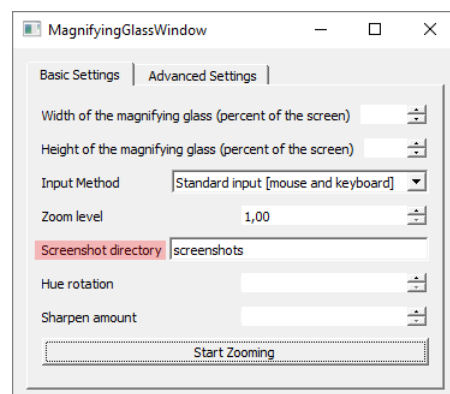 MagnifyingGlassWindow
Basic Settings Advanced Settings
Width of the magnifying glass (percent of the screen)
Height of the magnifying glass (percent of the screen)
Input Method Standard input [mouse and keyboard]
Zoom level 1,00
Screenshot directory screenshots
Hue rotation
Sharpen amount
Start Zooming